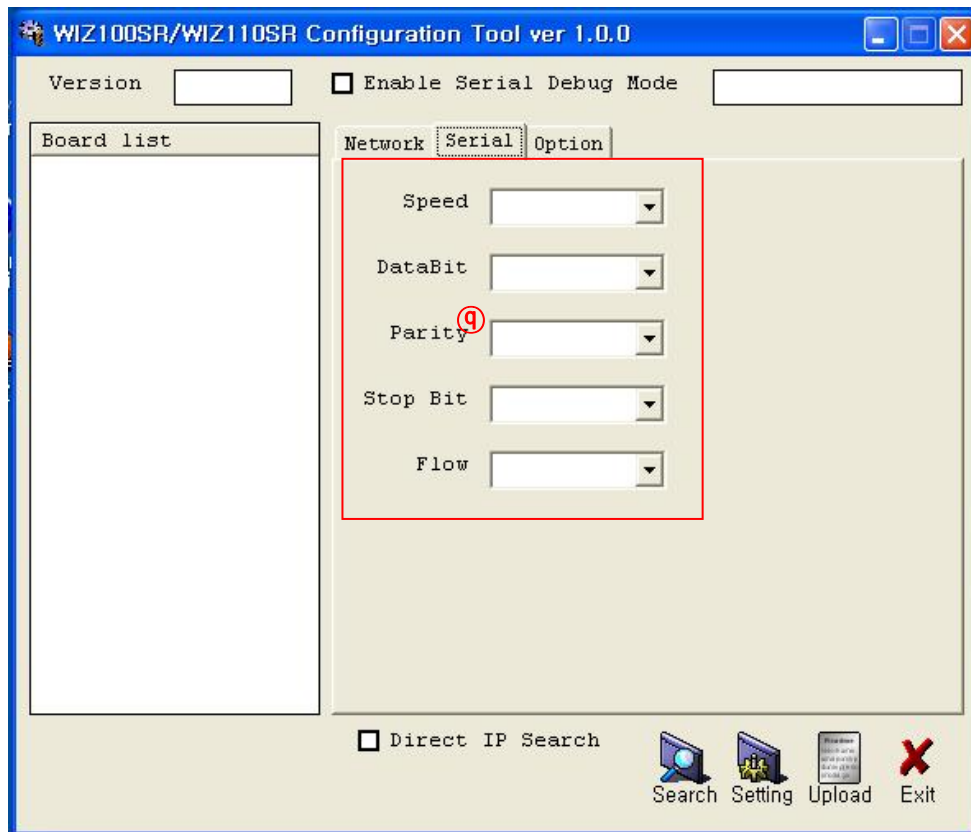 WIZ100SR/WIZ110SR Configuration Tool ver 1.0.0
Version
Enable Serial Debug Mode
Board list
Network Serial Option
Speed
DataBit
ⓠ
Parity
Stop Bit
Flow
Direct IP Search
Search Setting Upload Exit